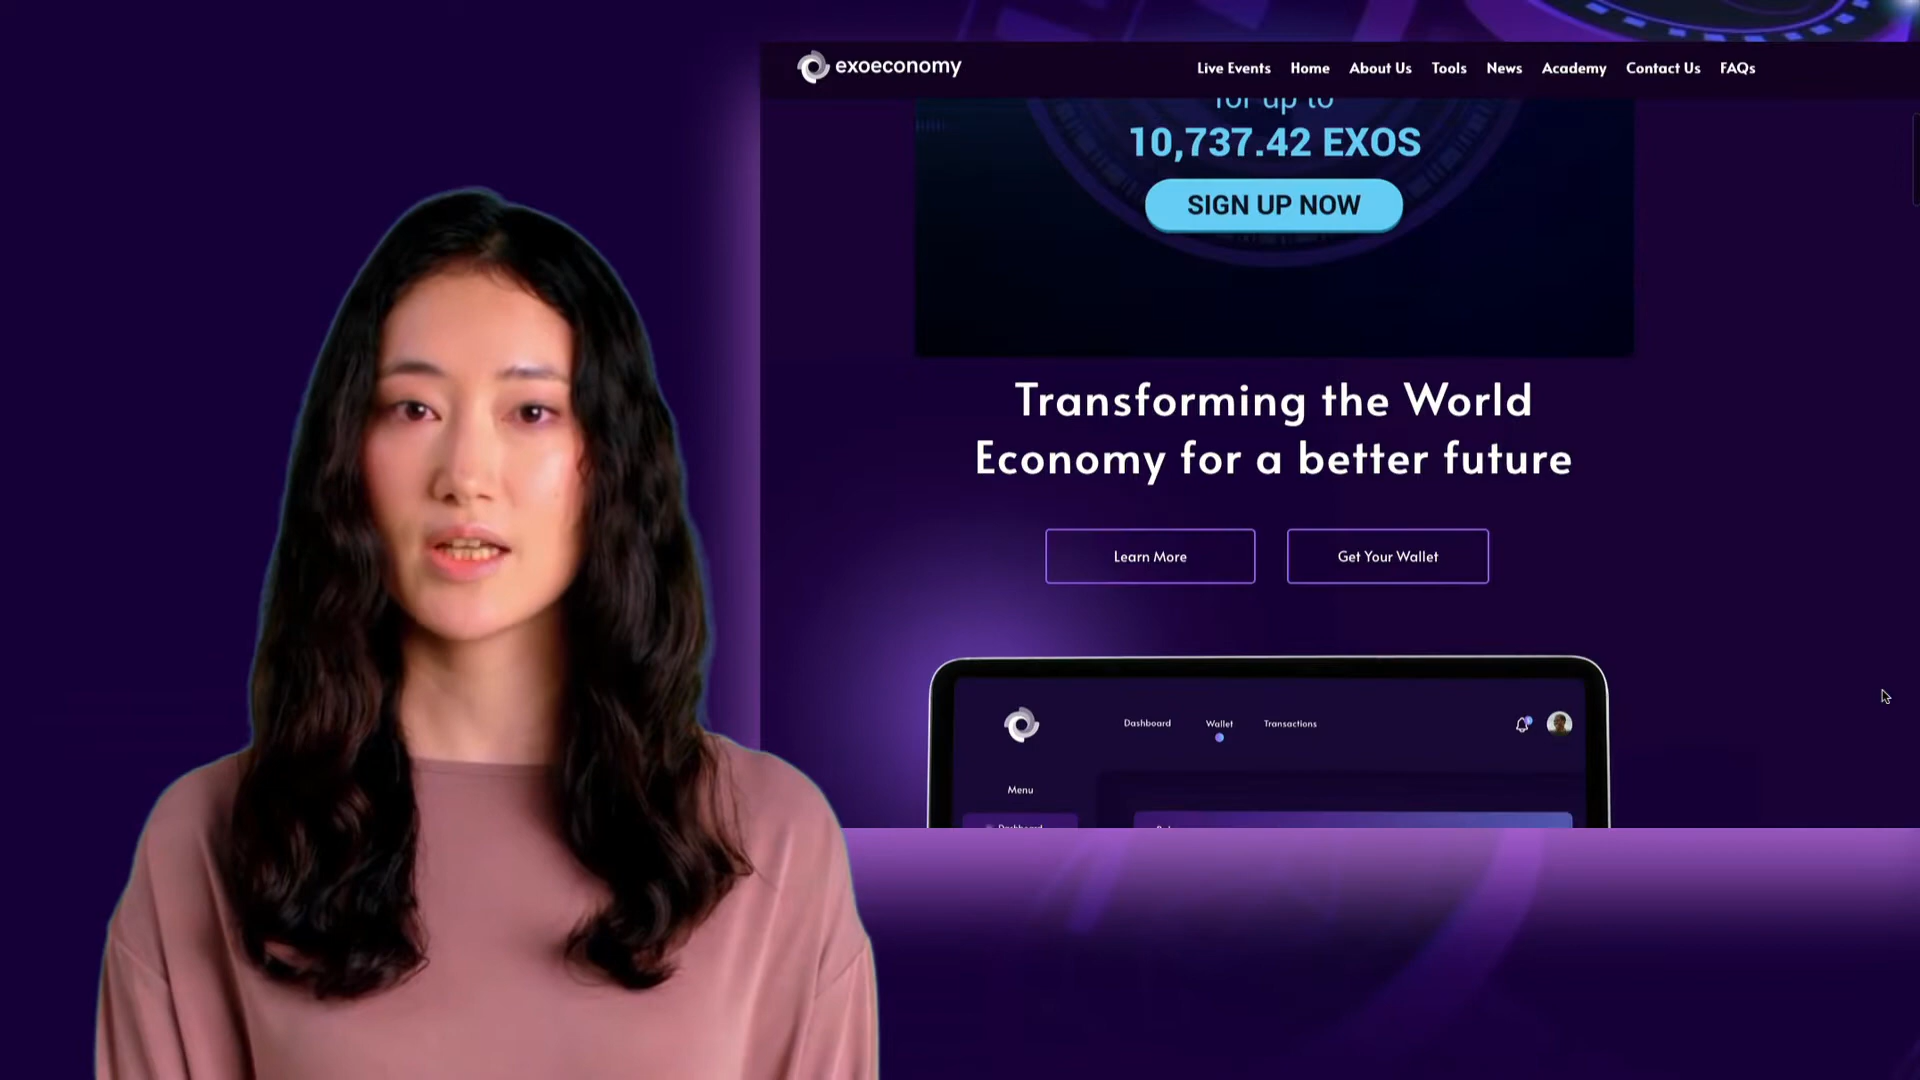 exoeconomy
Live Events Home About Us Tools News Academy Contact Us FAQs
for up to
10,737.42 EXOS
SIGN UP NOW
Transforming the World
Economy for a better future
Learn More Get Your Wallet
Dashboard Wallet Transactions
Menu
Dashboard